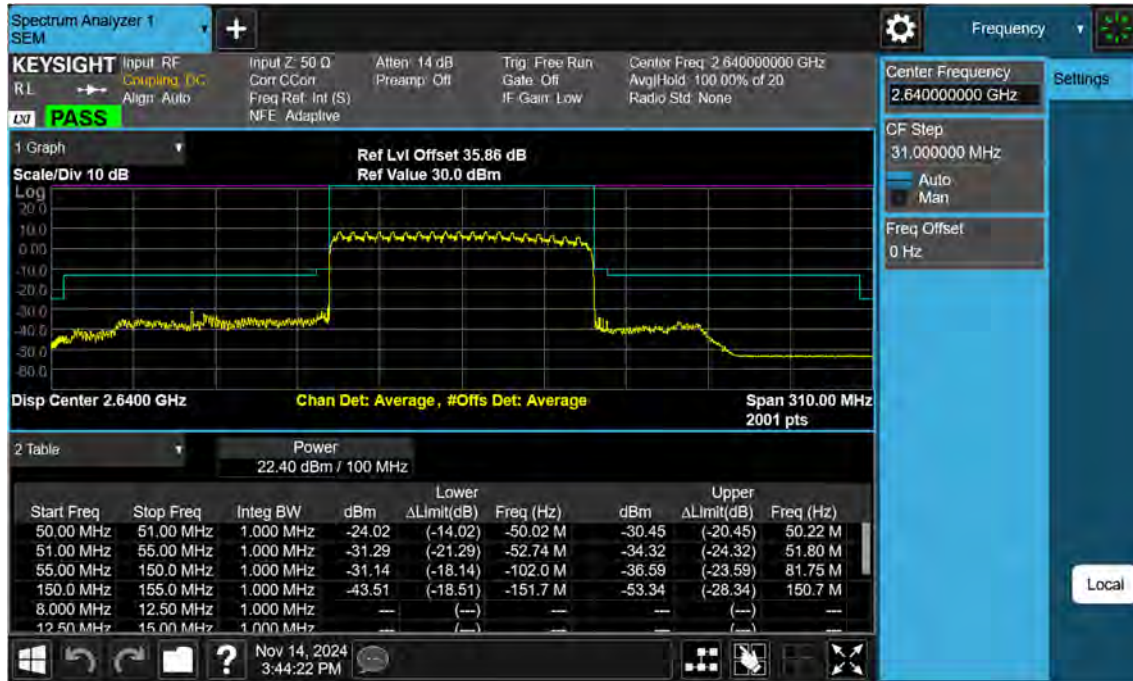 Spectrum Analyzer 1
SEM
+
Frequency
KEYSIGHT
RL
LXI
PASS
Input: RF
Coupling: DC
Align: Auto
Input Z: 50 Ω
Corr CCorr
Freq Ref: Int (S)
NFE: Adaptive
Atten: 14 dB
Preamp: Off
Trig: Free Run
Gate: Off
IF Gain: Low
Center Freq: 2.640000000 GHz
Avg|Hold: 100.00% of 20
Radio Std: None
Center Frequency
2.640000000 GHz
Settings
CF Step
31.000000 MHz
Auto
Man
Freq Offset
0 Hz
Local
1 Graph
Scale/Div 10 dB
Ref Lvl Offset 35.86 dB
Ref Value 30.0 dBm
Log
20.0
10.0
0.00
-10.0
-20.0
-30.0
-40.0
-50.0
-60.0
Disp Center 2.6400 GHz
Chan Det: Average, #Offs Det: Average
Span 310.00 MHz
2001 pts
2 Table
Power
22.40 dBm / 100 MHz
Lower Upper
Start Freq Stop Freq Integ BW dBm ΔLimit(dB) Freq (Hz) dBm ΔLimit(dB) Freq (Hz)
50.00 MHz 51.00 MHz 1.000 MHz -24.02 (-14.02) -50.02 M -30.45 (-20.45) 50.22 M
51.00 MHz 55.00 MHz 1.000 MHz -31.29 (-21.29) -52.74 M -34.32 (-24.32) 51.80 M
55.00 MHz 150.0 MHz 1.000 MHz -31.14 (-18.14) -102.0 M -36.59 (-23.59) 81.75 M
150.0 MHz 155.0 MHz 1.000 MHz -43.51 (-18.51) -151.7 M -53.34 (-28.34) 150.7 M
8.000 MHz 12.50 MHz 1.000 MHz --- (---) --- --- (---) ---
12.50 MHz 15.00 MHz 1.000 MHz --- (---) --- --- (---) ---
?
Nov 14, 2024
3:44:22 PM